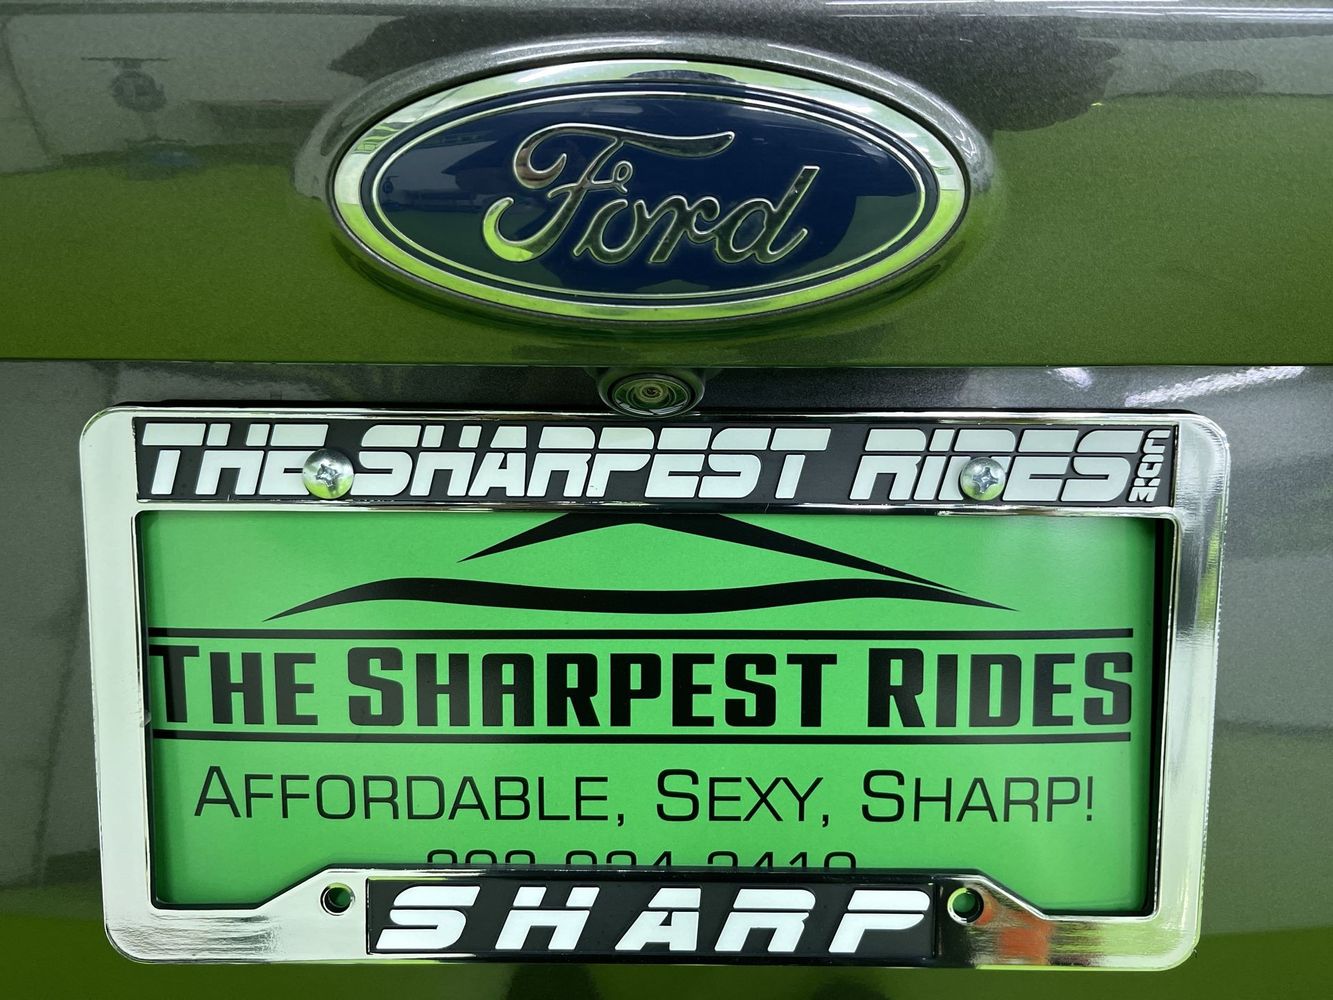 Ford
THE SHARPEST RIDES.COM
THE SHARPEST RIDES
AFFORDABLE, SEXY, SHARP!
SHARP